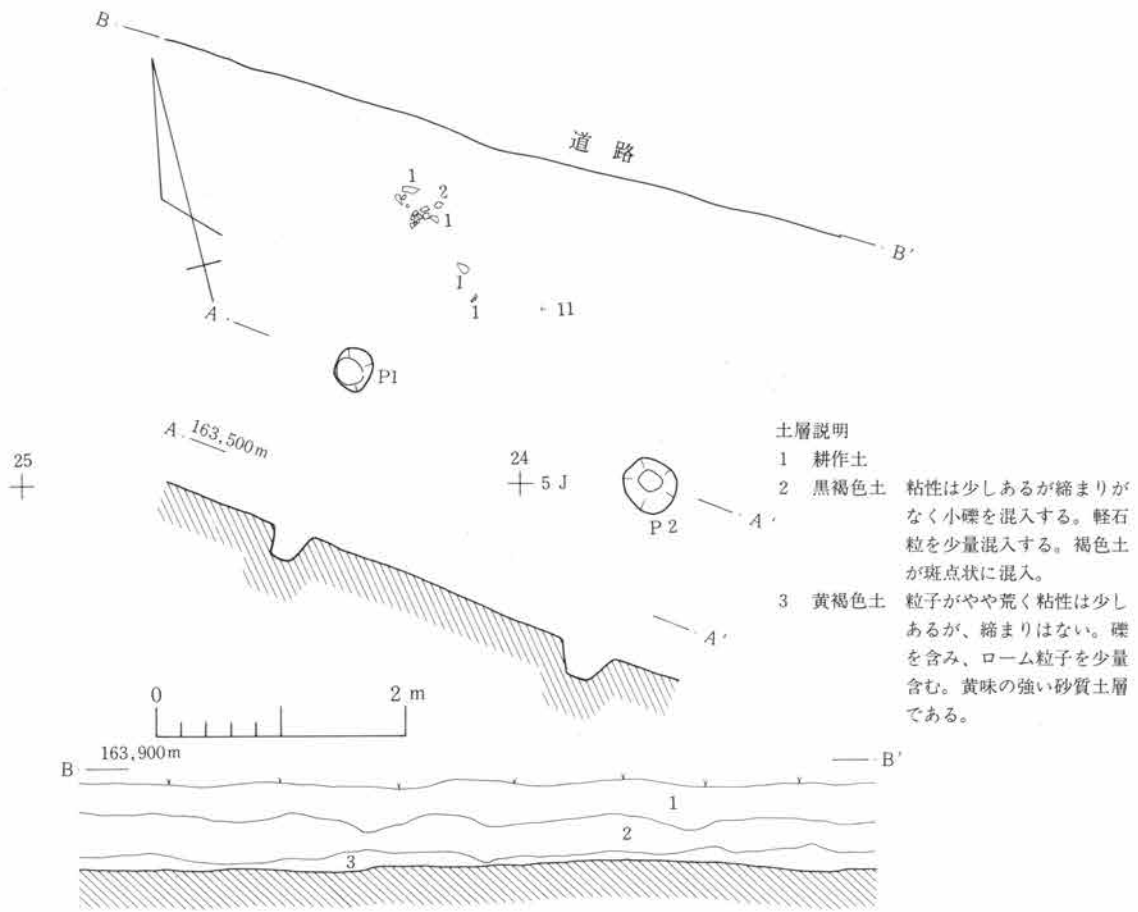 B
道路
1
2
1
B′
1
1
11
A
P1
A 163,500m
25
24
5 J
P 2
A′
A′
土層説明
1 耕作土
2 黒褐色土 粘性は少しあるが締まりが
なく小礫を混入する。軽石
粒を少量混入する。褐色土
が斑点状に混入。
3 黄褐色土 粒子がやや荒く粘性は少し
あるが、締まりはない。礫
を含み、ローム粒子を少量
含む。黄味の強い砂質土層
である。
0 2 m
B 163,900m B′
1
2
3